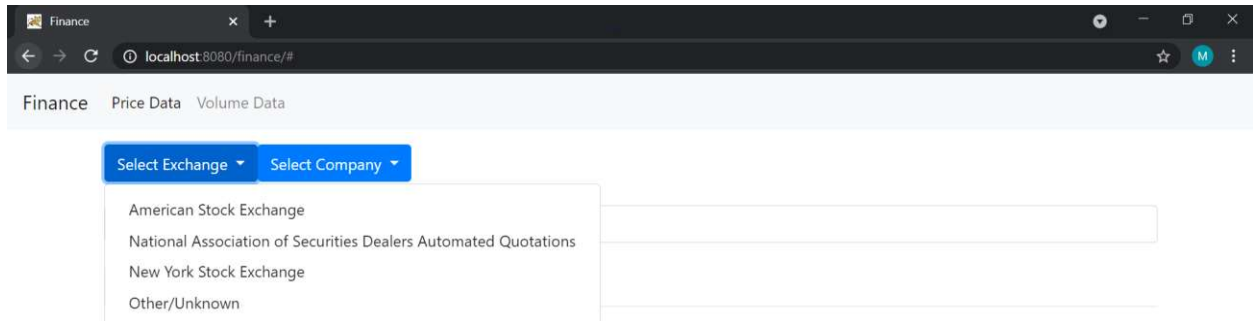 Finance
localhost:8080/finance/#
M
Finance Price Data Volume Data
Select Exchange Select Company
American Stock Exchange
National Association of Securities Dealers Automated Quotations
New York Stock Exchange
Other/Unknown